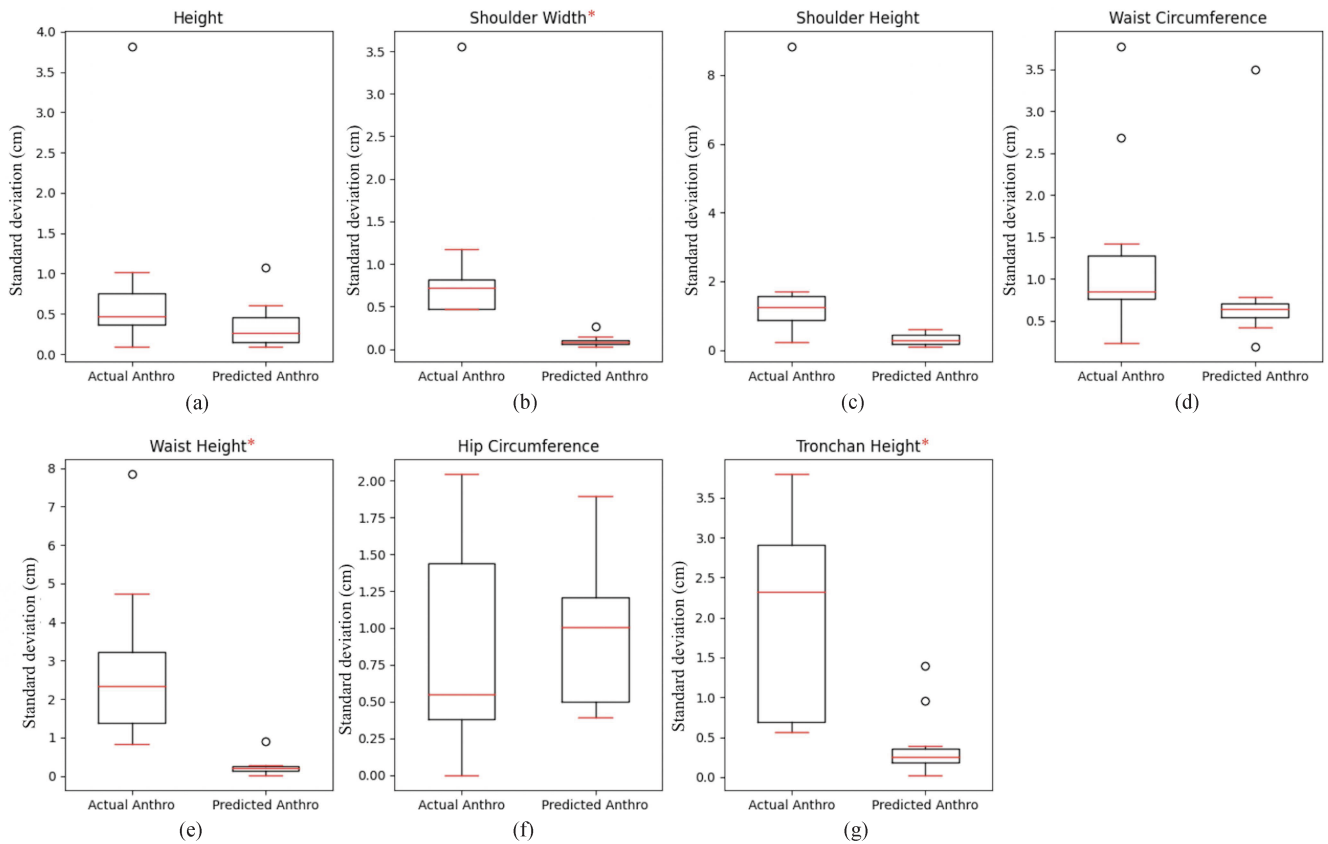 Height
Standard deviation (cm)
4.0
3.5
3.0
2.5
2.0
1.5
1.0
0.5
0.0
Actual Anthro Predicted Anthro
(a)
Shoulder Width*
Standard deviation (cm)
3.5
3.0
2.5
2.0
1.5
1.0
0.5
0.0
Actual Anthro Predicted Anthro
(b)
Shoulder Height
Standard deviation (cm)
8
6
4
2
0
Actual Anthro Predicted Anthro
(c)
Waist Circumference
Standard deviation (cm)
3.5
3.0
2.5
2.0
1.5
1.0
0.5
Actual Anthro Predicted Anthro
(d)
Waist Height*
Standard deviation (cm)
8
7
6
5
4
3
2
1
0
Actual Anthro Predicted Anthro
(e)
Hip Circumference
Standard deviation (cm)
2.00
1.75
1.50
1.25
1.00
0.75
0.50
0.25
0.00
Actual Anthro Predicted Anthro
(f)
Tronchan Height*
Standard deviation (cm)
3.5
3.0
2.5
2.0
1.5
1.0
0.5
0.0
Actual Anthro Predicted Anthro
(g)